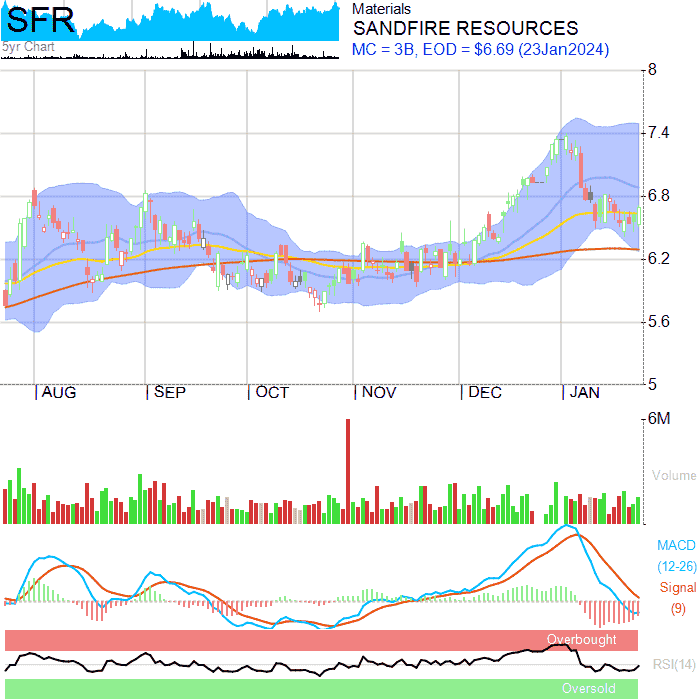 SFR
5yr Chart
Materials
SANDFIRE RESOURCES
MC = 3B, EOD = $6.69 (23Jan2024)
8
7.4
6.8
6.2
5.6
5
AUG SEP OCT NOV DEC JAN
6M
Volume
MACD
(12-26)
Signal
(9)
Overbought
RSI(14)
Oversold